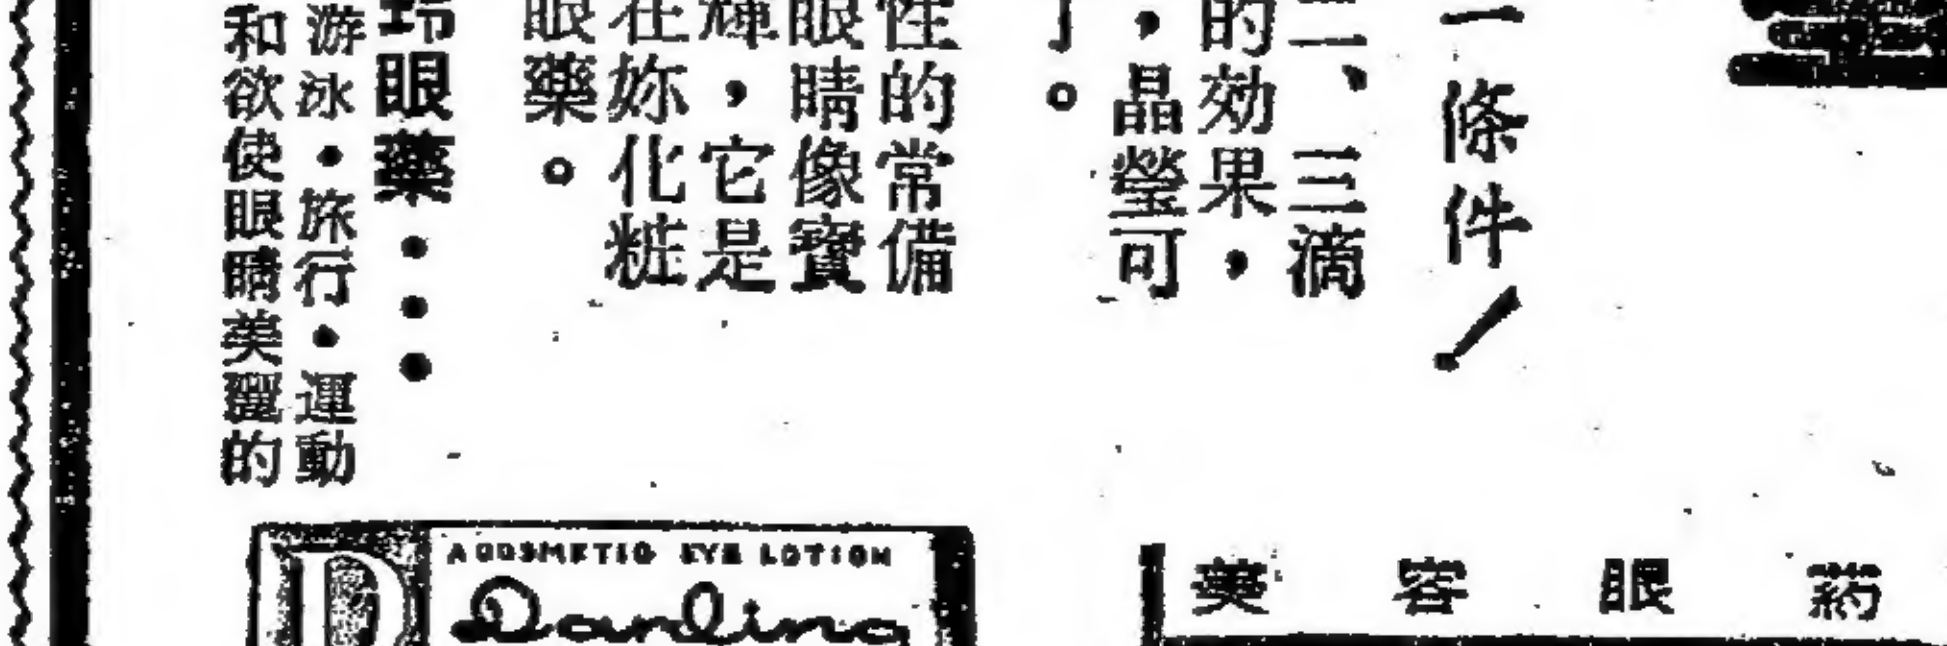 一條件！
二、三滴
的効果，
，晶瑩可
了。
性的常備
眼睛像寶
輝，它是
在妳化粧
眼藥。
玲眼藥•••
游泳•旅行•運動
和欲使眼睛美麗的
A COSMETIC EYE LOTION
Darling
美容眼药